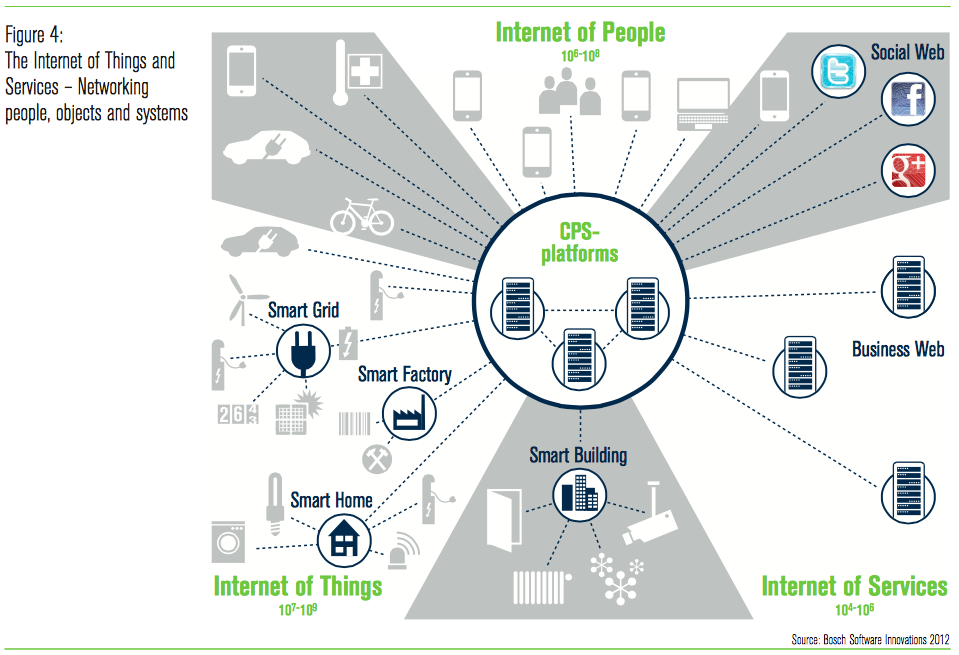 Figure 4:
The Internet of Things and
Services – Networking
people, objects and systems
Internet of People
10⁶-10⁸
Social Web
CPS-
platforms
Smart Grid
Business Web
Smart Factory
Smart Building
Smart Home
Internet of Things
10⁷-10⁹
Internet of Services
10⁴-10⁶
Source: Bosch Software Innovations 2012